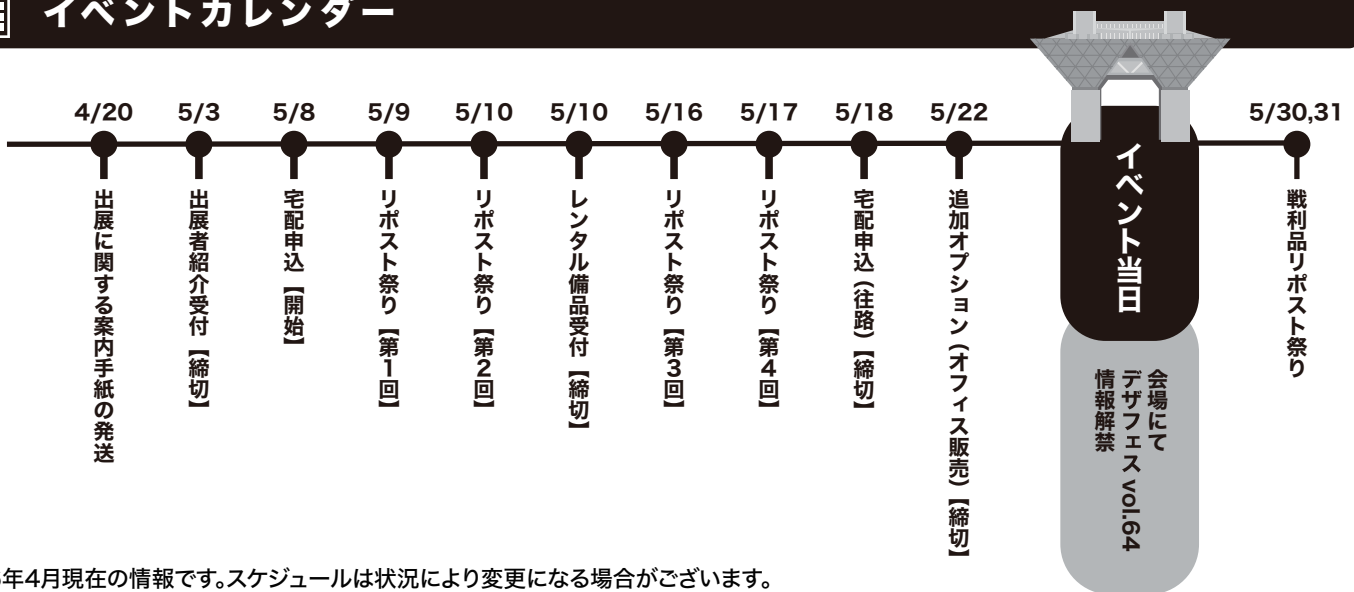 イベントカレンダー
4/20
出展に関する案内手紙の発送
5/3
出展者紹介受付【締切】
5/8
宅配申込【開始】
5/9
リポスト祭り【第1回】
5/10
リポスト祭り【第2回】
5/10
レンタル備品受付【締切】
5/16
リポスト祭り【第3回】
5/17
リポスト祭り【第4回】
5/18
宅配申込(往路)【締切】
5/22
追加オプション(オフィス販売)【締切】
イベント当日
会場にて
デザフェス vol.64
情報解禁
5/30,31
戦利品リポスト祭り
年4月現在の情報です。スケジュールは状況により変更になる場合がございます。